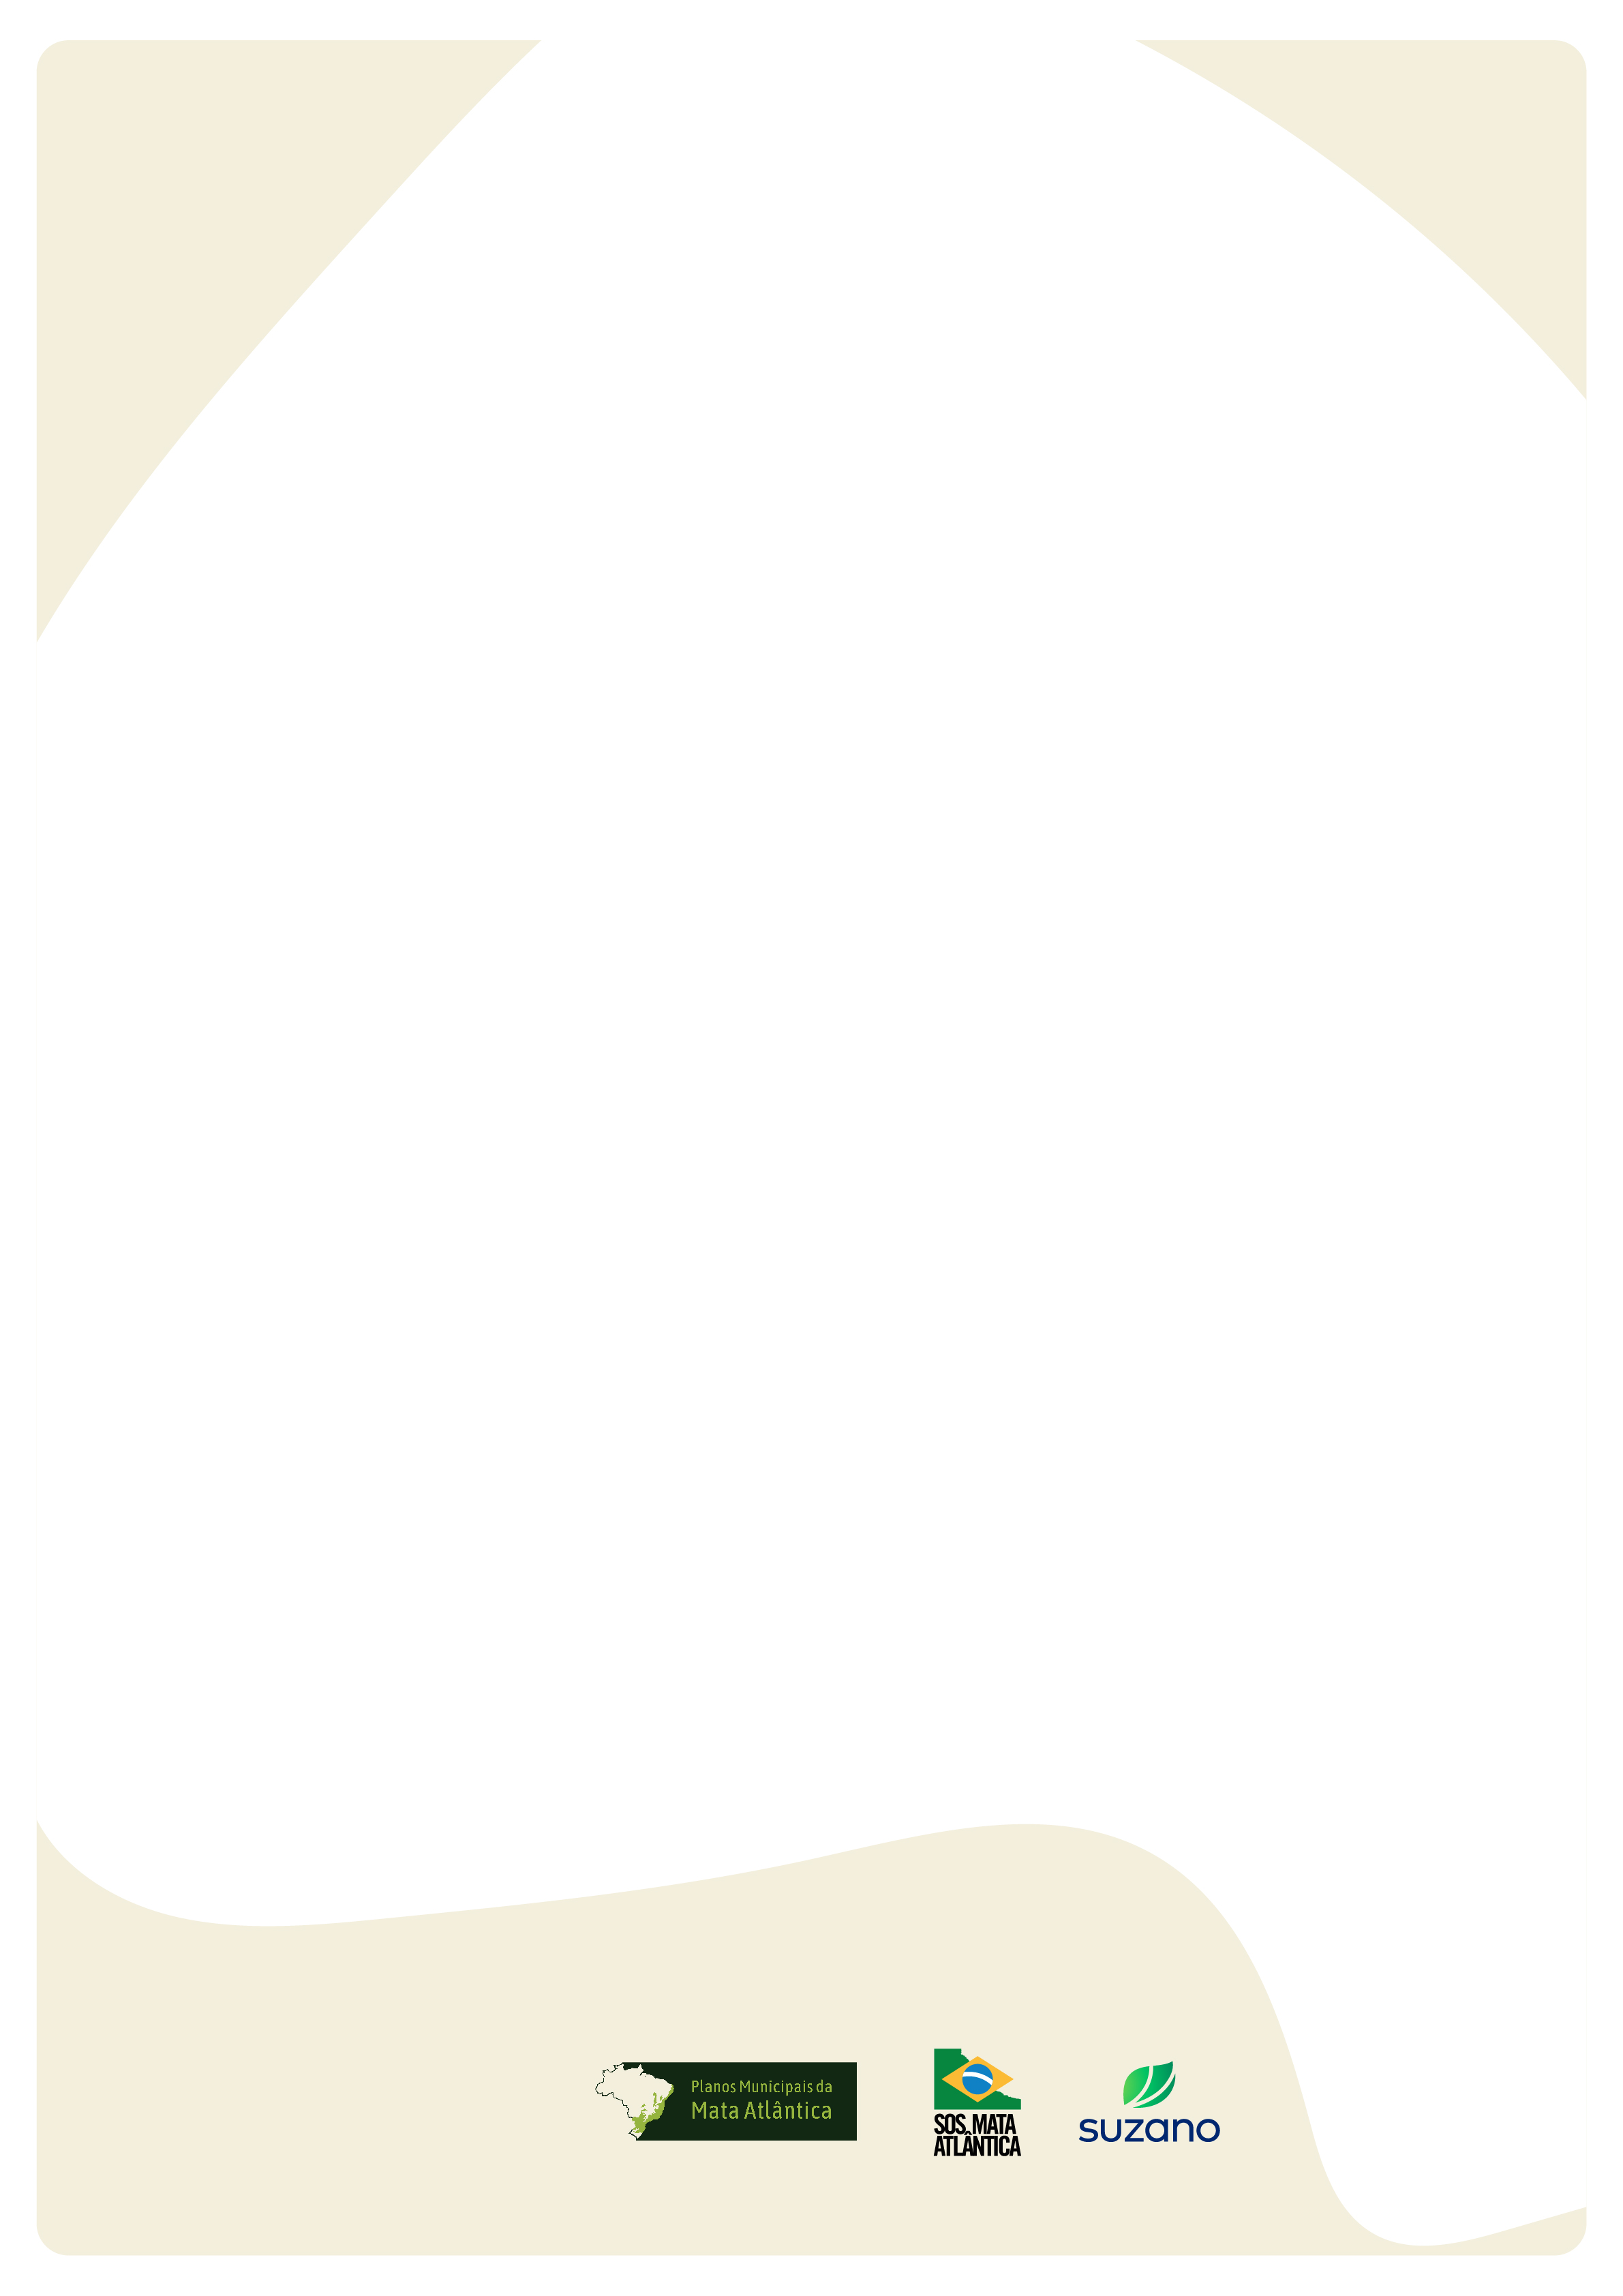 Planos Municipais da
Mata Atlântica
SOS MATA
ATLÂNTICA
suzano